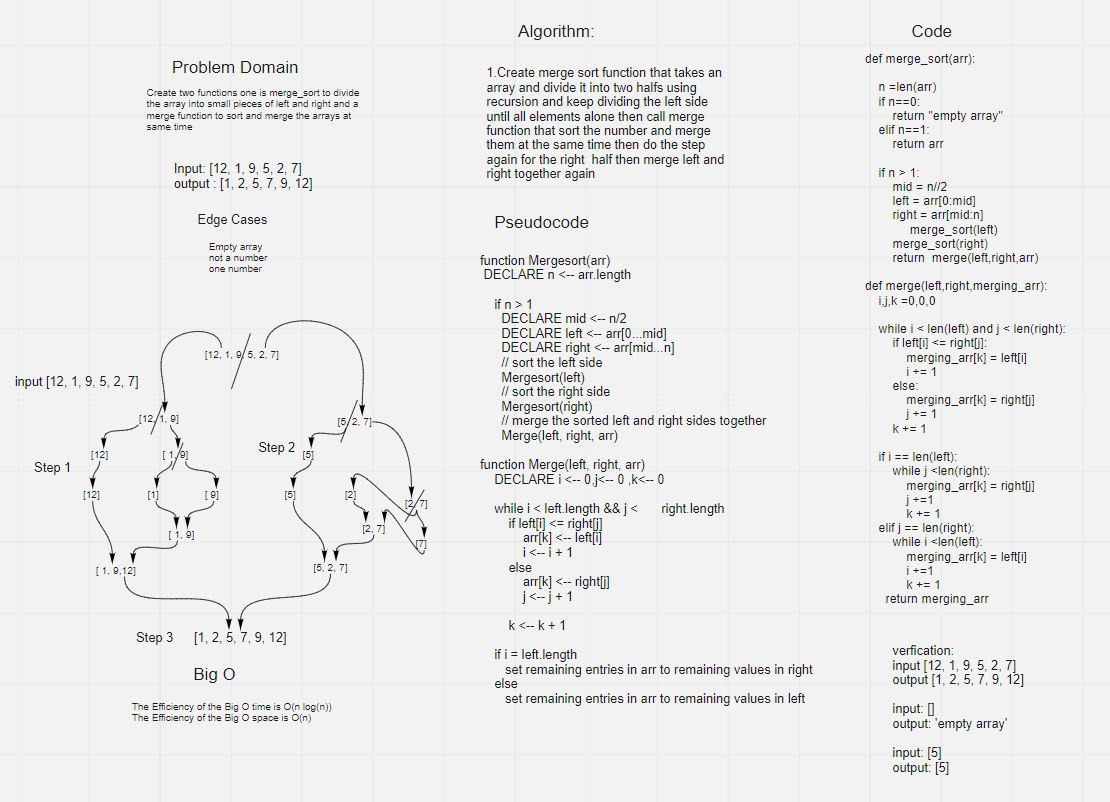 Problem Domain
Create two functions one is merge_sort to divide
the array into small pieces of left and right and a
merge function to sort and merge the arrays at
same time
Input: [12, 1, 9, 5, 2, 7]
output : [1, 2, 5, 7, 9, 12]
Edge Cases
Empty array
not a number
one number
[12, 1, 9, 5, 2, 7]
input [12, 1, 9, 5, 2, 7]
[12, 1, 9]
[5, 2, 7]
Step 1
[12]
[ 1, 9]
Step 2
[5]
[12]
[1]
[ 9]
[5]
[2]
[2, 7]
[ 1, 9]
[2, 7]
[7]
[ 1, 9,12]
[5, 2, 7]
Step 3
[1, 2, 5, 7, 9, 12]
Big O
The Efficiency of the Big O time is O(n log(n))
The Efficiency of the Big O space is O(n)
Algorithm:
1.Create merge sort function that takes an
array and divide it into two halfs using
recursion and keep dividing the left side
until all elements alone then call merge
function that sort the number and merge
them at the same time then do the step
again for the right half then merge left and
right together again
Pseudocode
function Mergesort(arr)
DECLARE n <-- arr.length
if n > 1
DECLARE mid <-- n/2
DECLARE left <-- arr[0...mid]
DECLARE right <-- arr[mid...n]
// sort the left side
Mergesort(left)
// sort the right side
Mergesort(right)
// merge the sorted left and right sides together
Merge(left, right, arr)
function Merge(left, right, arr)
DECLARE i <-- 0,j<-- 0 ,k<-- 0
while i < left.length && j < right.length
if left[i] <= right[j]
arr[k] <-- left[i]
i <-- i + 1
else
arr[k] <-- right[j]
j <-- j + 1
k <-- k + 1
if i = left.length
set remaining entries in arr to remaining values in right
else
set remaining entries in arr to remaining values in left
Code
def merge_sort(arr):
n =len(arr)
if n==0:
return "empty array"
elif n==1:
return arr
if n > 1:
mid = n//2
left = arr[0:mid]
right = arr[mid:n]
merge_sort(left)
merge_sort(right)
return merge(left,right,arr)
def merge(left,right,merging_arr):
i,j,k =0,0,0
while i < len(left) and j < len(right):
if left[i] <= right[j]:
merging_arr[k] = left[i]
i += 1
else:
merging_arr[k] = right[j]
j += 1
k += 1
if i == len(left):
while j <len(right):
merging_arr[k] = right[j]
j +=1
k += 1
elif j == len(right):
while i <len(left):
merging_arr[k] = left[i]
i +=1
k += 1
return merging_arr
verfication:
input [12, 1, 9, 5, 2, 7]
output [1, 2, 5, 7, 9, 12]
input: []
output: 'empty array'
input: [5]
output: [5]